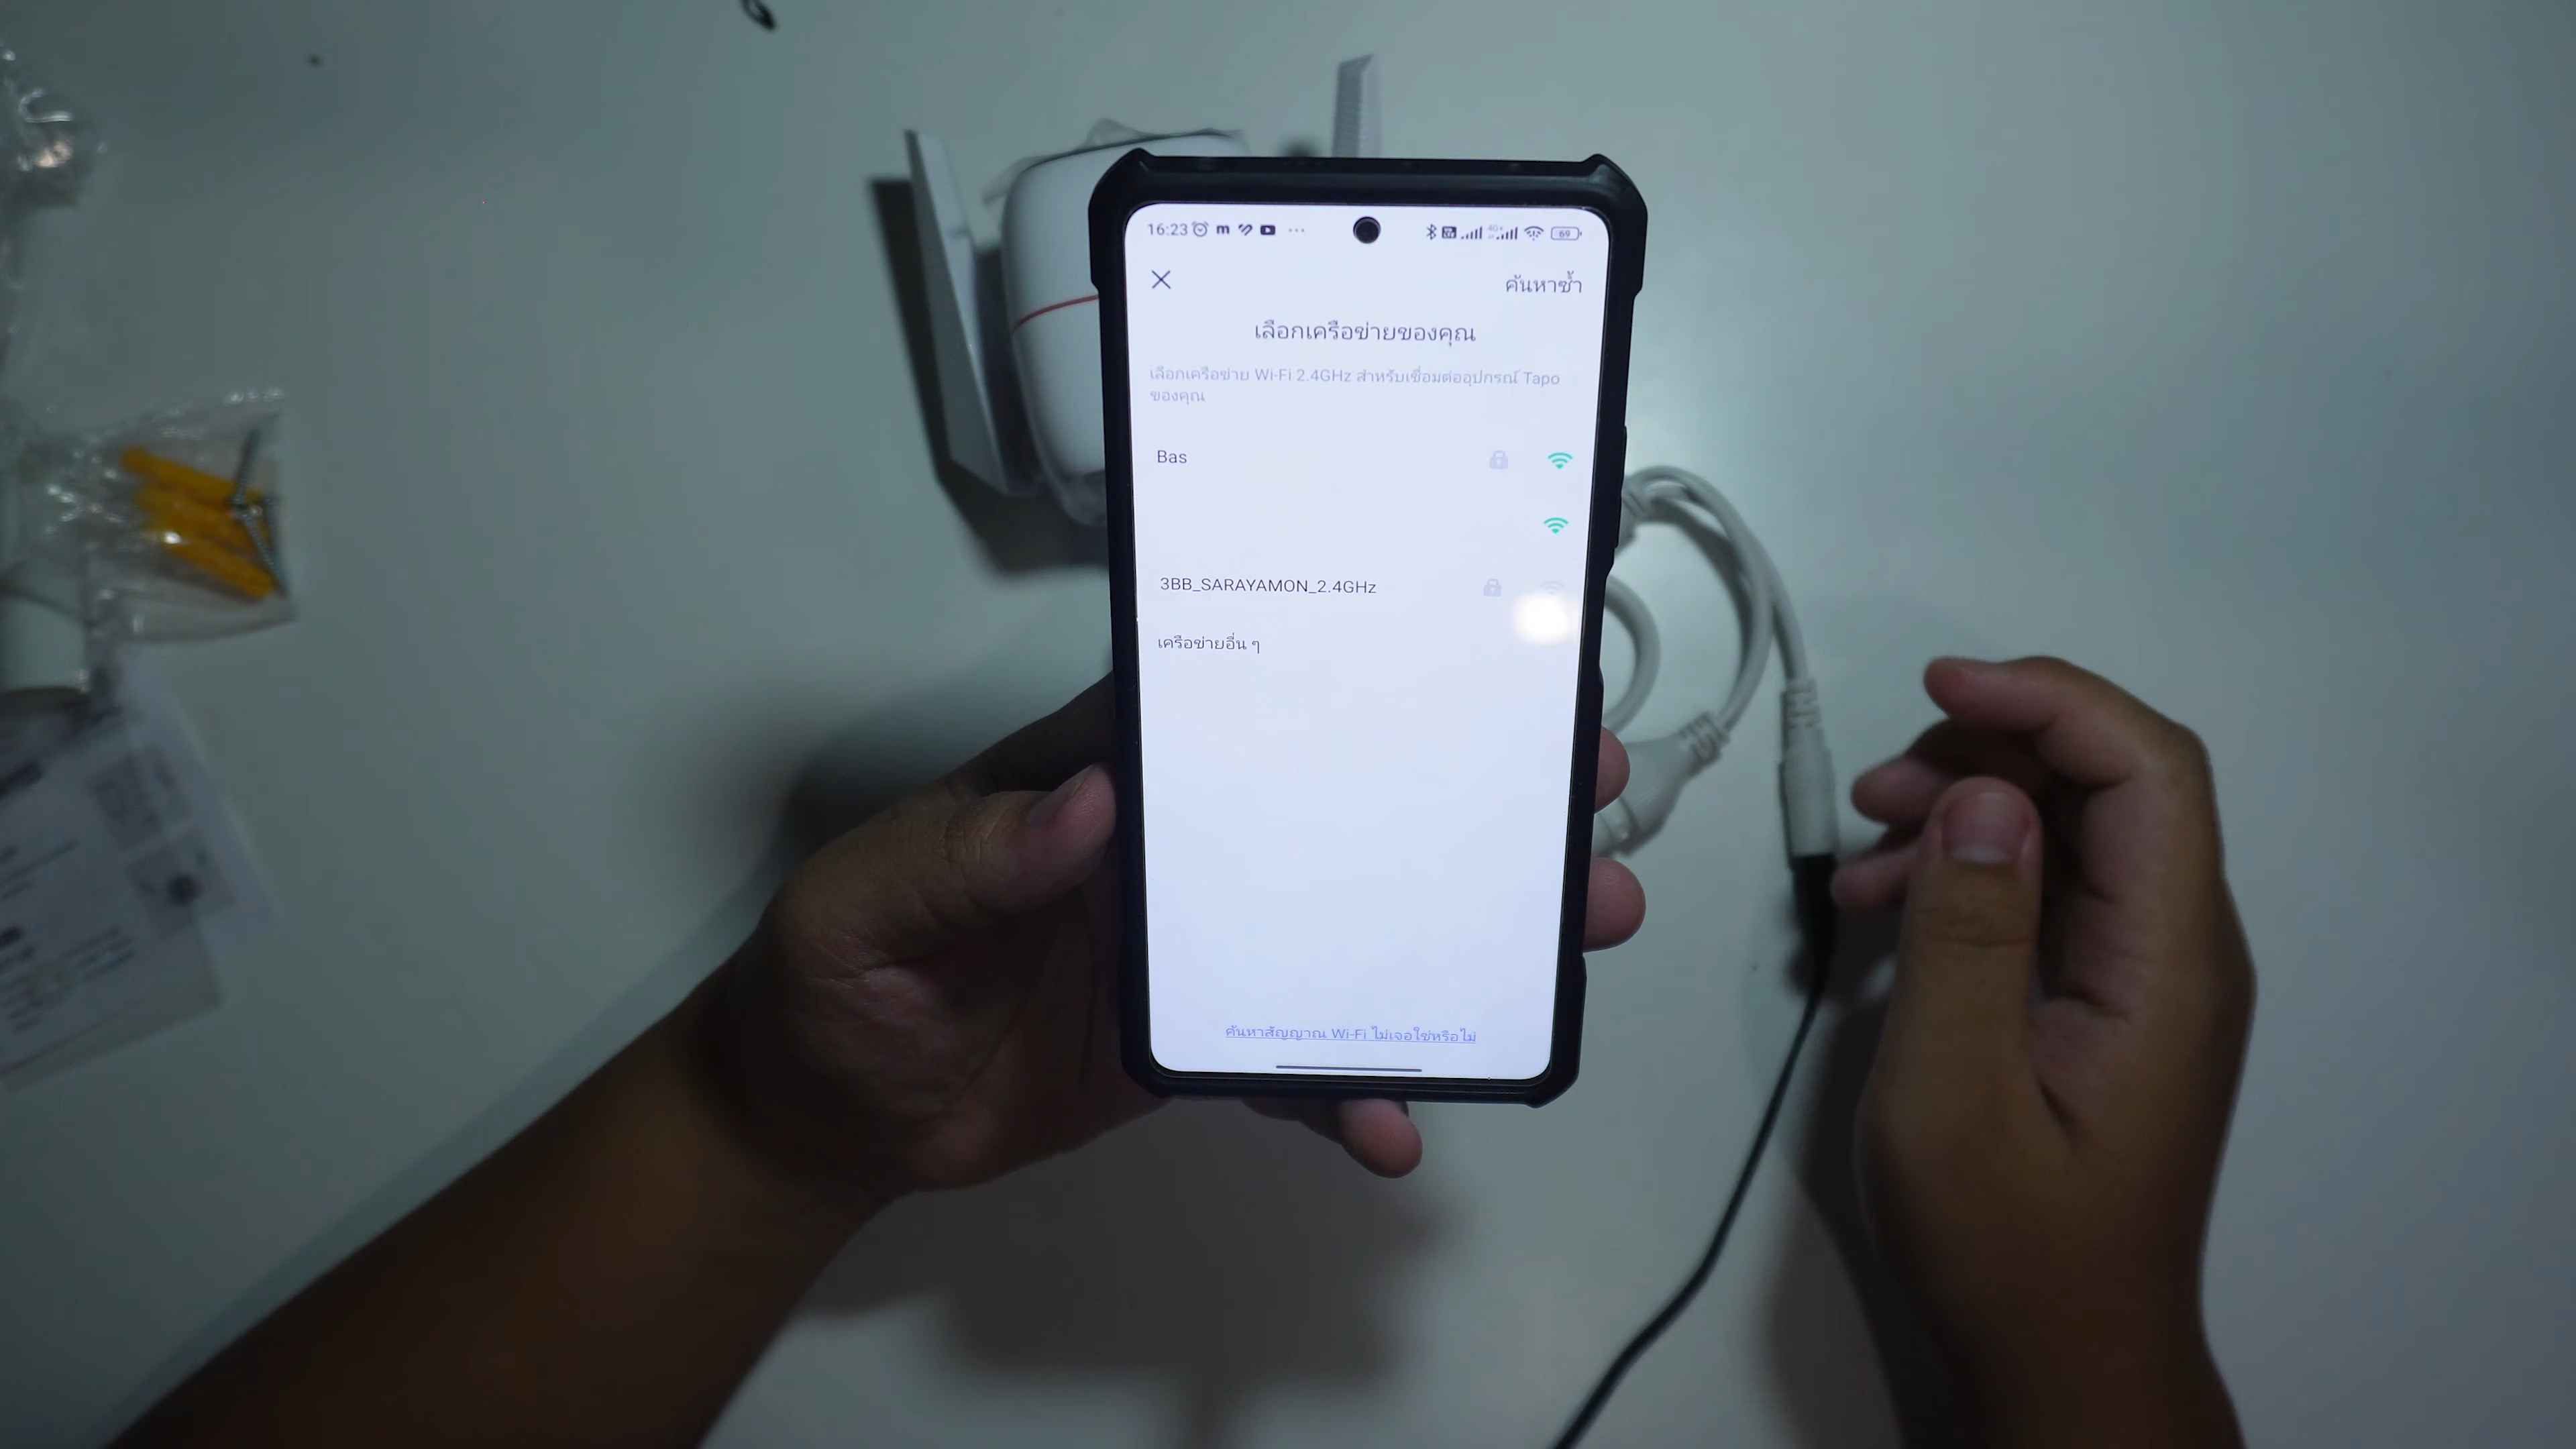 16:23
69
ค้นหาซ้ำ
เลือกเครือข่ายของคุณ
เลือกเครือข่าย Wi-Fi 2.4GHz สำหรับเชื่อมต่ออุปกรณ์ Tapo
ของคุณ
Bas
3BB_SARAYAMON_2.4GHz
เครือข่ายอื่น ๆ
ค้นหาสัญญาณ Wi-Fi ไม่เจอใช่หรือไม่